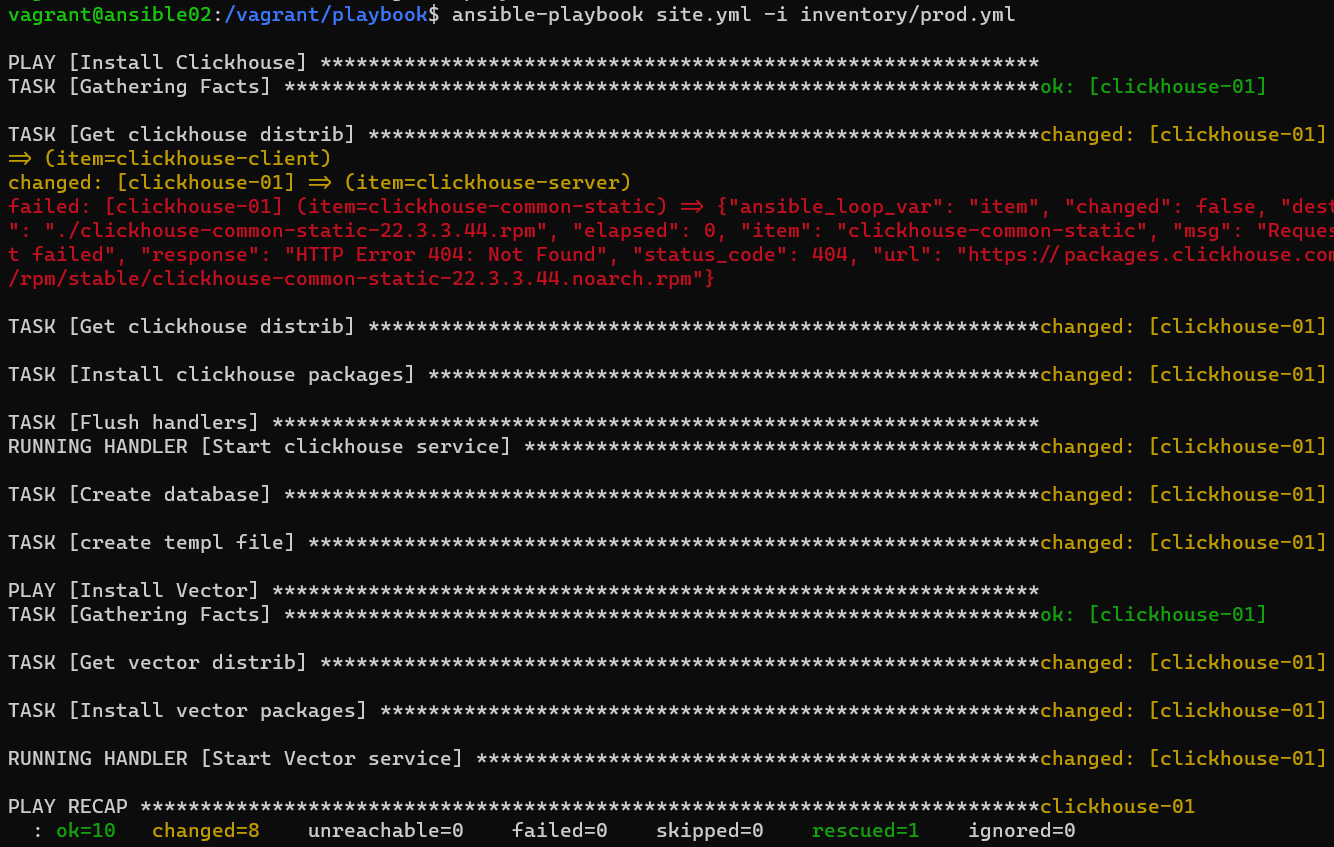 vagrant@ansible02:/vagrant/playbook$ ansible-playbook site.yml -i inventory/prod.yml
PLAY [Install Clickhouse] ************************************************************
TASK [Gathering Facts] ***************************************************************ok: [clickhouse-01]
TASK [Get clickhouse distrib] ********************************************************changed: [clickhouse-01]
=> (item=clickhouse-client)
changed: [clickhouse-01] => (item=clickhouse-server)
failed: [clickhouse-01] (item=clickhouse-common-static) => {"ansible_loop_var": "item", "changed": false, "dest
": "./clickhouse-common-static-22.3.3.44.rpm", "elapsed": 0, "item": "clickhouse-common-static", "msg": "Reques
t failed", "response": "HTTP Error 404: Not Found", "status_code": 404, "url": "https://packages.clickhouse.com
/rpm/stable/clickhouse-common-static-22.3.3.44.noarch.rpm"}
TASK [Get clickhouse distrib] ********************************************************changed: [clickhouse-01]
TASK [Install clickhouse packages] ***************************************************changed: [clickhouse-01]
TASK [Flush handlers] ****************************************************************
RUNNING HANDLER [Start clickhouse service] *******************************************changed: [clickhouse-01]
TASK [Create database] ***************************************************************changed: [clickhouse-01]
TASK [create templ file] *************************************************************changed: [clickhouse-01]
PLAY [Install Vector] ****************************************************************
TASK [Gathering Facts] ***************************************************************ok: [clickhouse-01]
TASK [Get vector distrib] ************************************************************changed: [clickhouse-01]
TASK [Install vector packages] *******************************************************changed: [clickhouse-01]
RUNNING HANDLER [Start Vector service] ***********************************************changed: [clickhouse-01]
PLAY RECAP ***************************************************************************clickhouse-01
: ok=10   changed=8    unreachable=0    failed=0    skipped=0    rescued=1    ignored=0